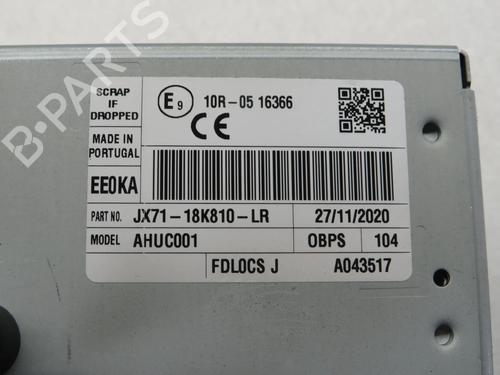 SCRAP
IF
DROPPED
E9 10R-05 16366
CE
MADE IN
PORTUGAL
EE0KA
PART NO. JX71-18K810-LR 27/11/2020
MODEL AHUC001 OBPS 104
FDL0CS J A043517
B-PARTS